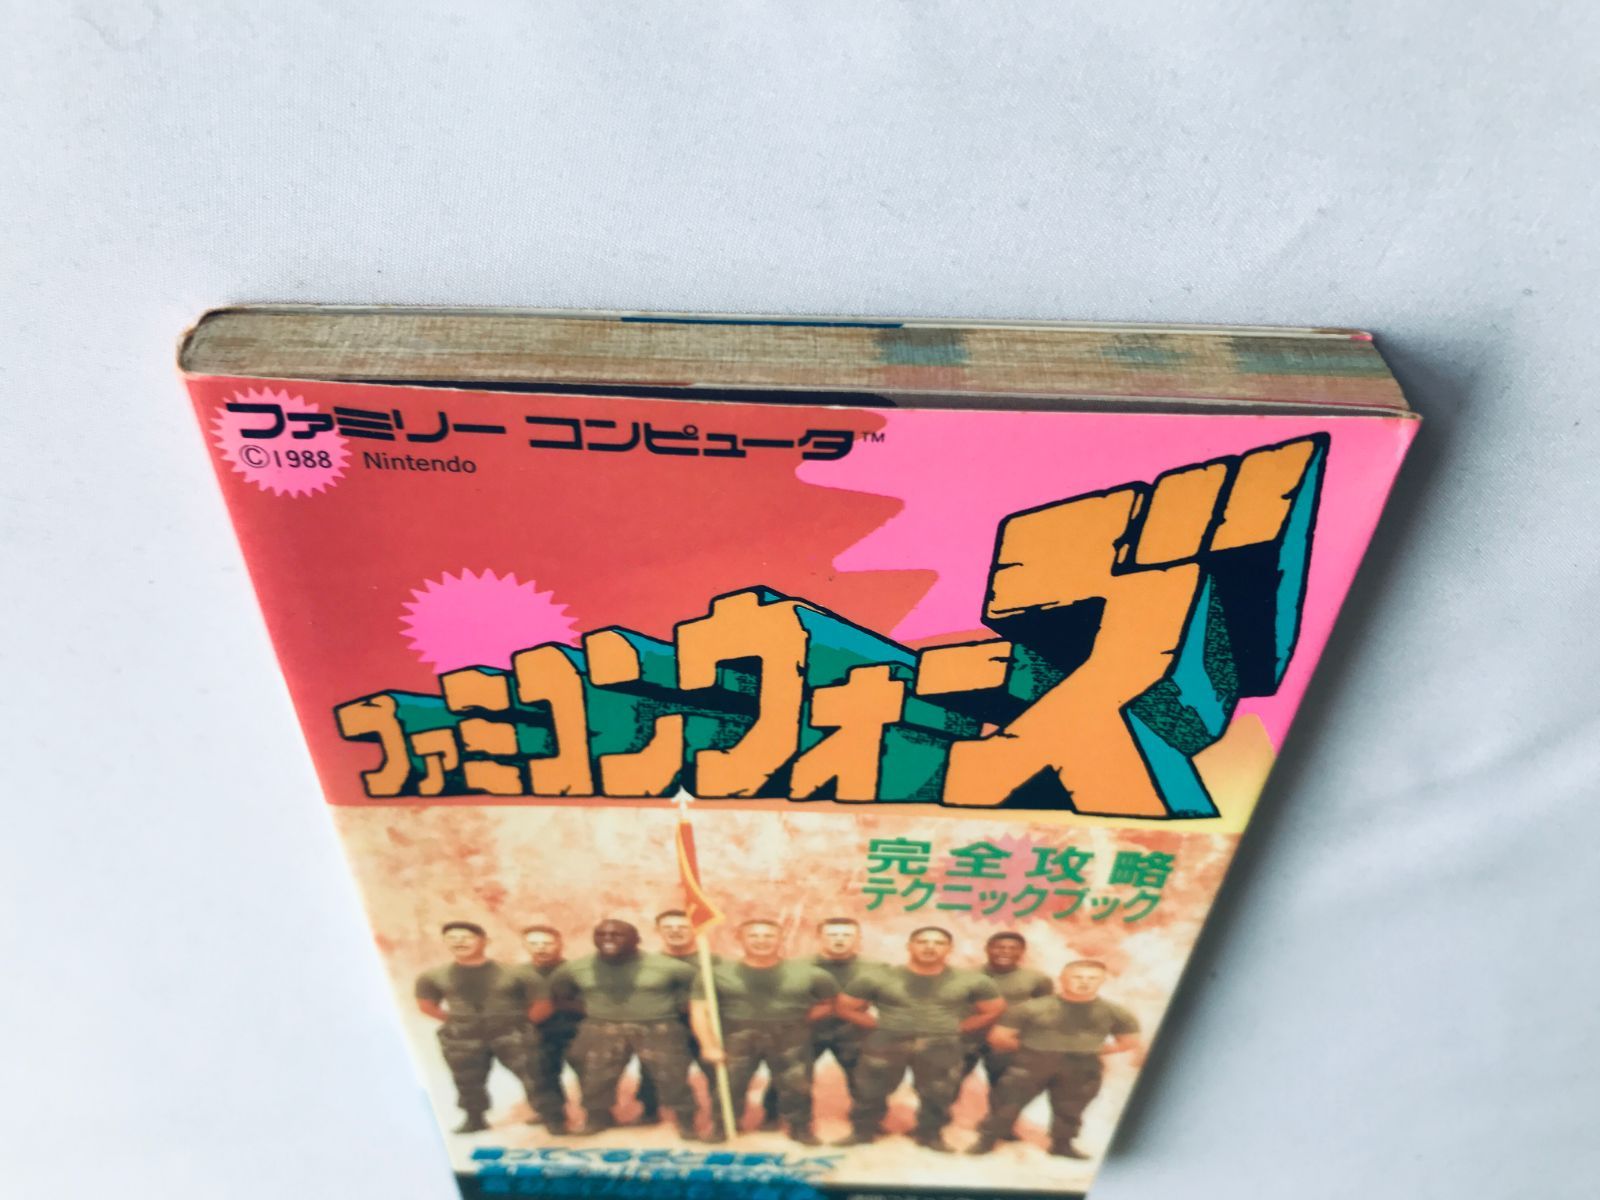 ファミリー コンピュータ™
©1988 Nintendo
ファミコンウォーズ
完全攻略
テクニックブック